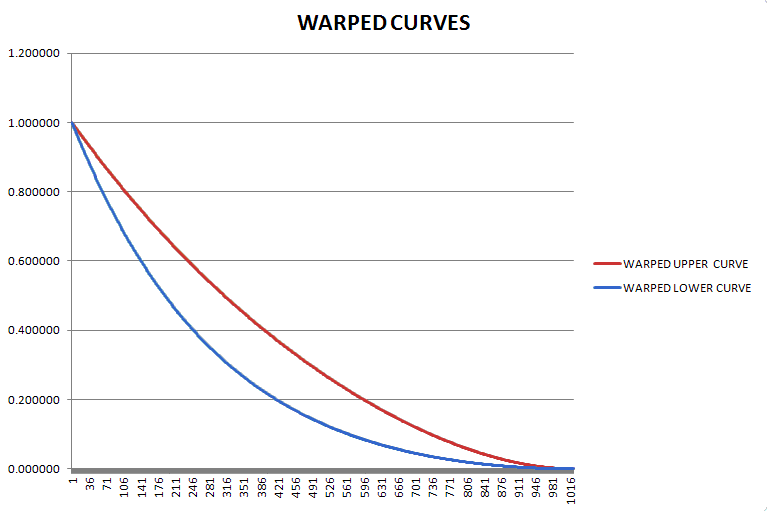 WARPED CURVES
1.200000
1.000000
0.800000
0.600000
0.400000
0.200000
0.000000
1 36 71 106 141 176 211 246 281 316 351 386 421 456 491 526 561 596 631 666 701 736 771 806 841 876 911 946 981 1016
WARPED UPPER CURVE
WARPED LOWER CURVE